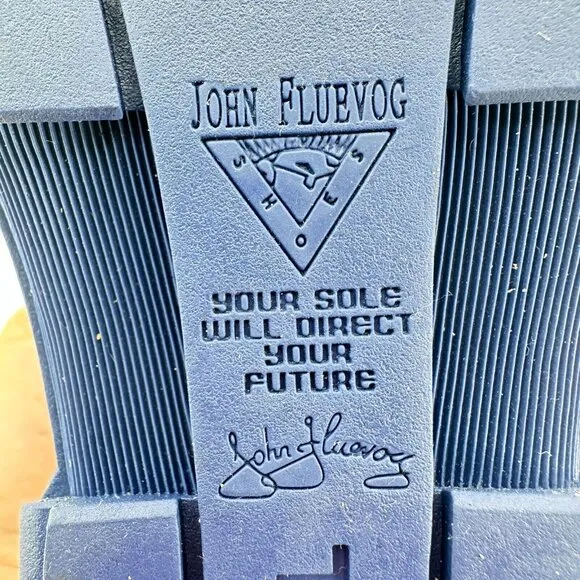 JOHN FLUEVOG
SHOES
YOUR SOLE
WILL DIRECT
YOUR
FUTURE
John Fluevog